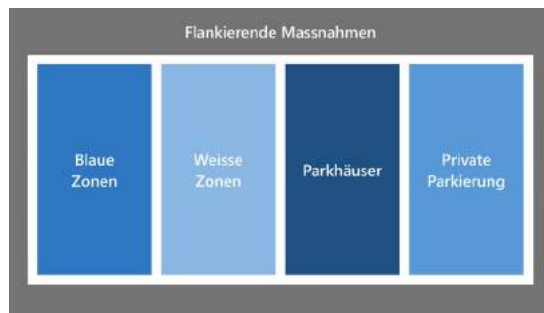 Flankierende Massnahmen
Blaue
Zonen
Weisse
Zonen
Parkhäuser
Private
Parkierung